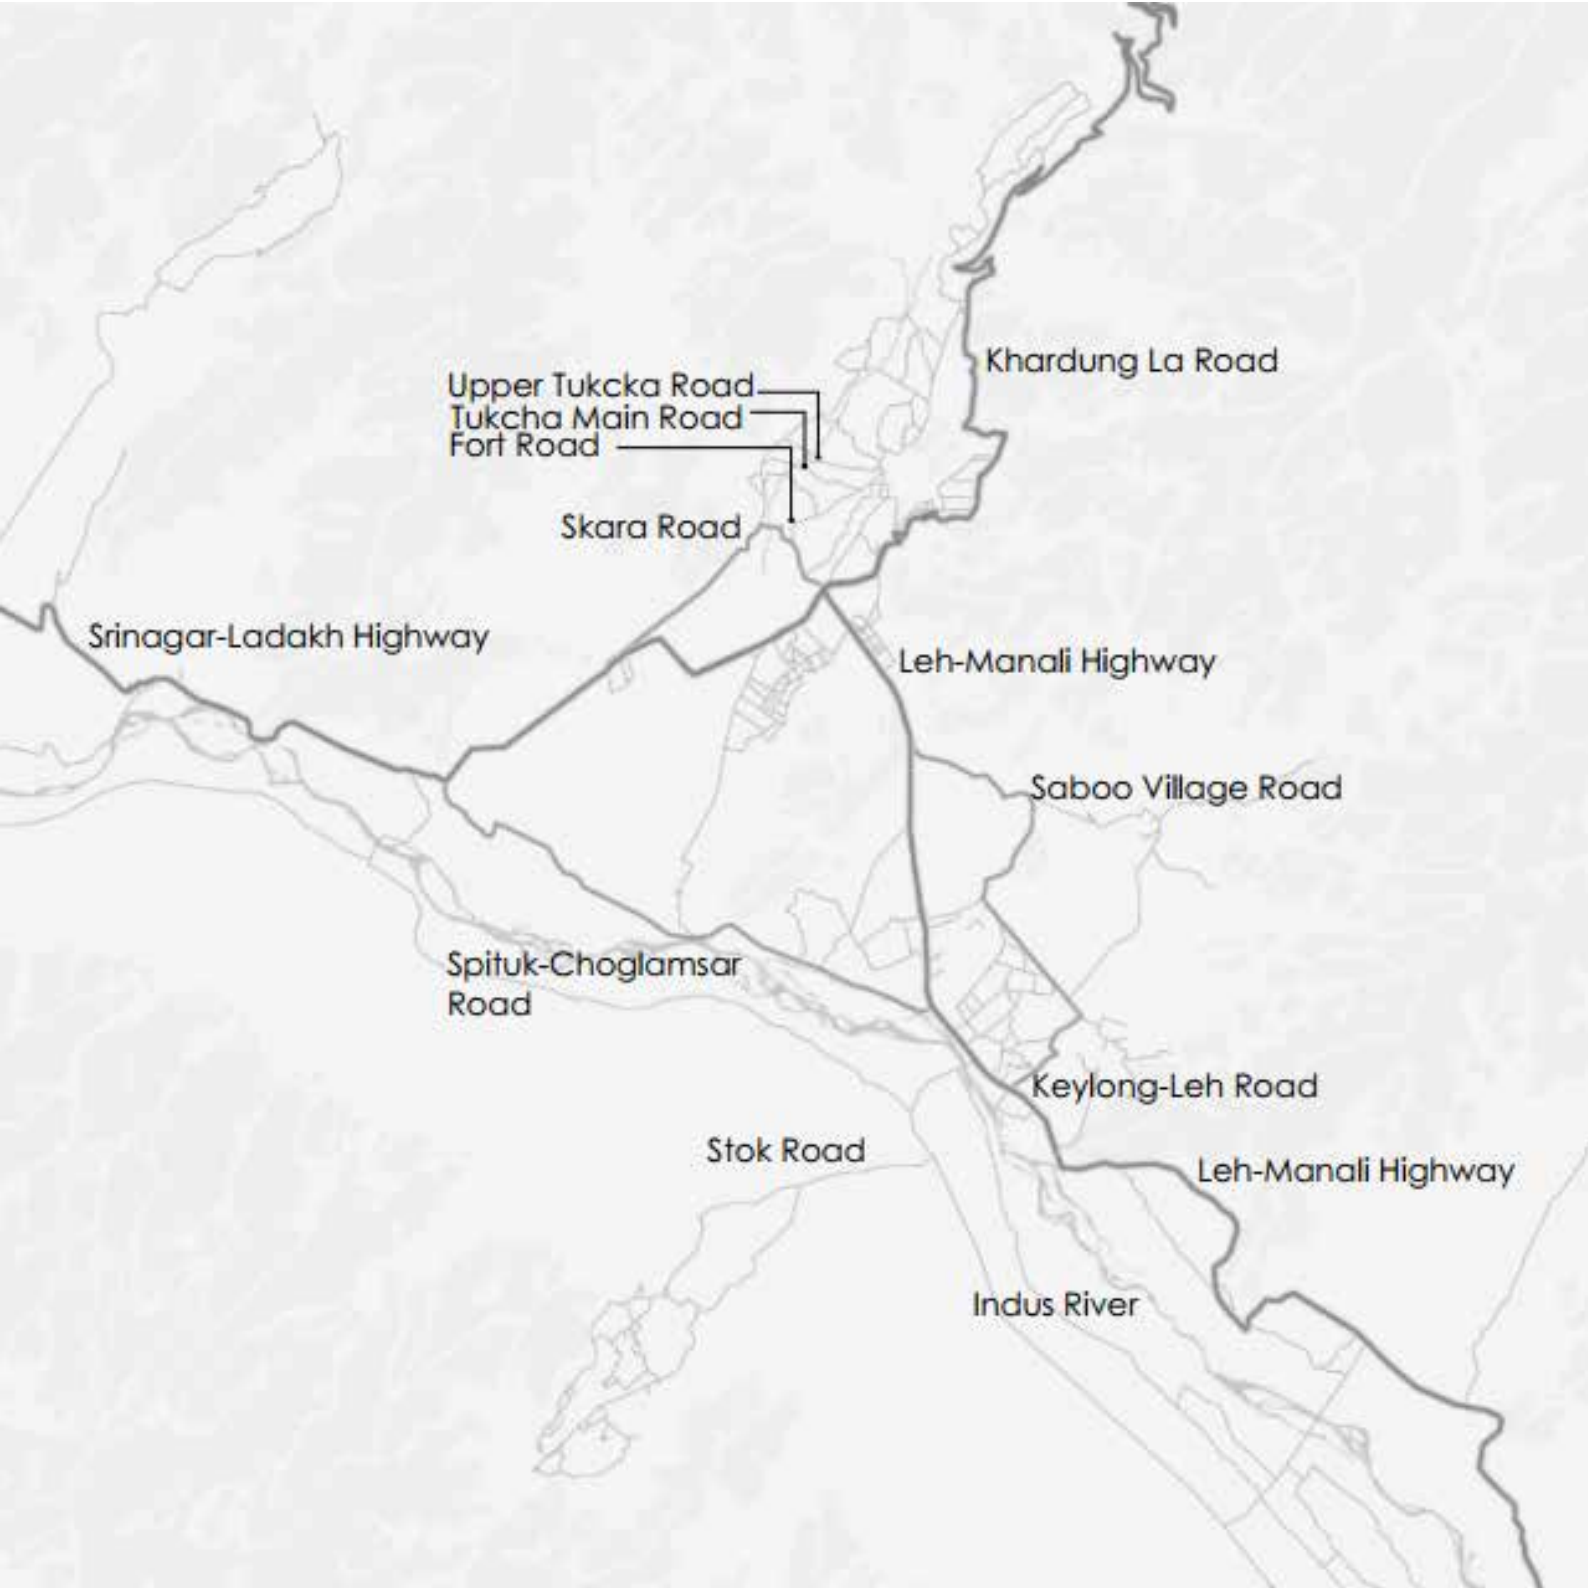 Khardung La Road
Upper Tukcka Road
Tukcha Main Road
Fort Road
Skara Road
Srinagar-Ladakh Highway
Leh-Manali Highway
Saboo Village Road
Spituk-Choglamsar
Road
Keylong-Leh Road
Stok Road
Leh-Manali Highway
Indus River